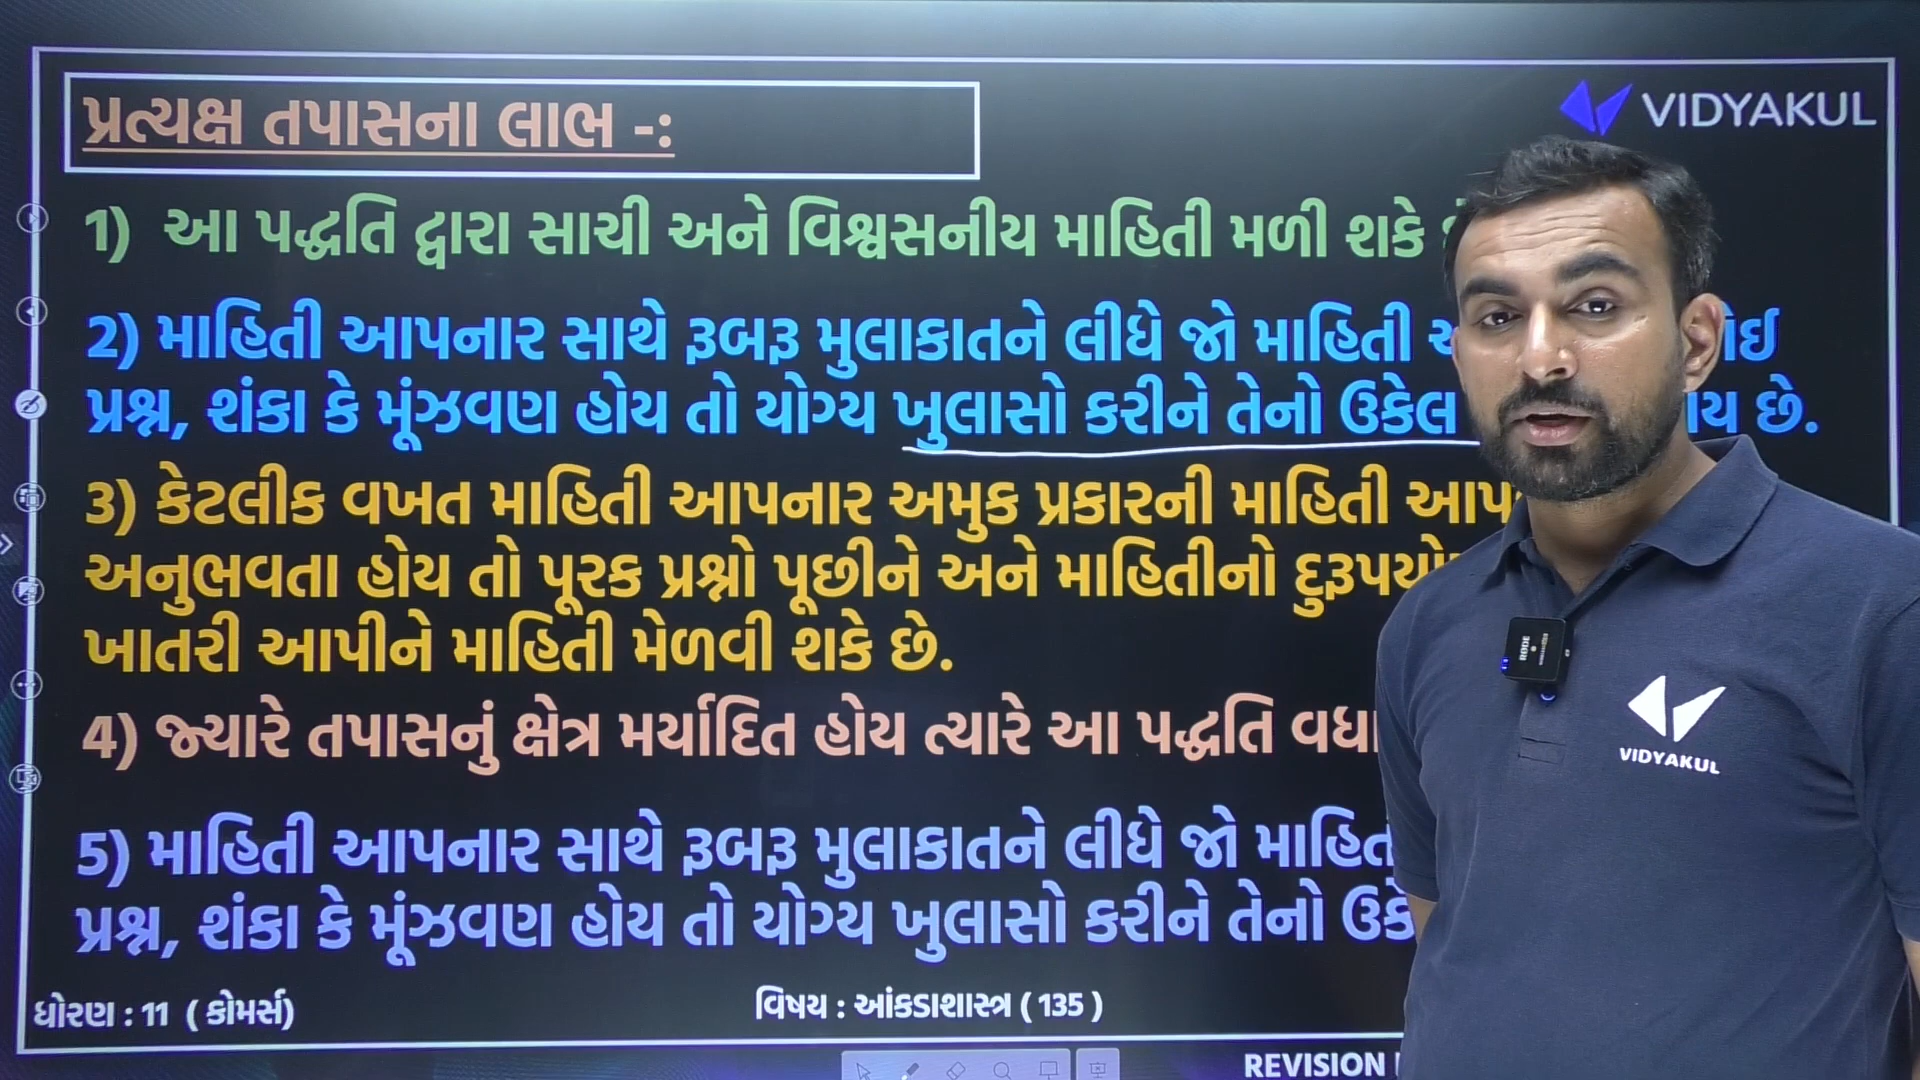 પ્રત્યક્ષ તપાસના લાભ -:
VIDYAKUL
1) આ પદ્ધતિ દ્વારા સાચી અને વિશ્વસનીય માહિતી મળી શકે
2) માહિતી આપનાર સાથે રૂબરૂ મુલાકાતને લીધે જો માહિતી
પ્રશ્ન, શંકા કે મૂંઝવણ હોય તો યોગ્ય ખુલાસો કરીને તેનો ઉકેલ છે.
3) કેટલીક વખત માહિતી આપનાર અમુક પ્રકારની માહિતી
અનુભવતા હોય તો પૂરક પ્રશ્નો પૂછીને અને માહિતીનો
ખાતરી આપીને માહિતી મેળવી શકે છે.
4) જ્યારે તપાસનું ક્ષેત્ર મર્યાદિત હોય ત્યારે આ પદ્ધતિ
5) માહિતી આપનાર સાથે રૂબરૂ મુલાકાતને લીધે જો
પ્રશ્ન, શંકા કે મૂંઝવણ હોય તો યોગ્ય ખુલાસો કરીને તેનો
ધોરણ : 11 ( કોમર્સ)
વિષય : આંકડાશાસ્ત્ર ( 135 )
REVISION
RØDE
VIDYAKUL